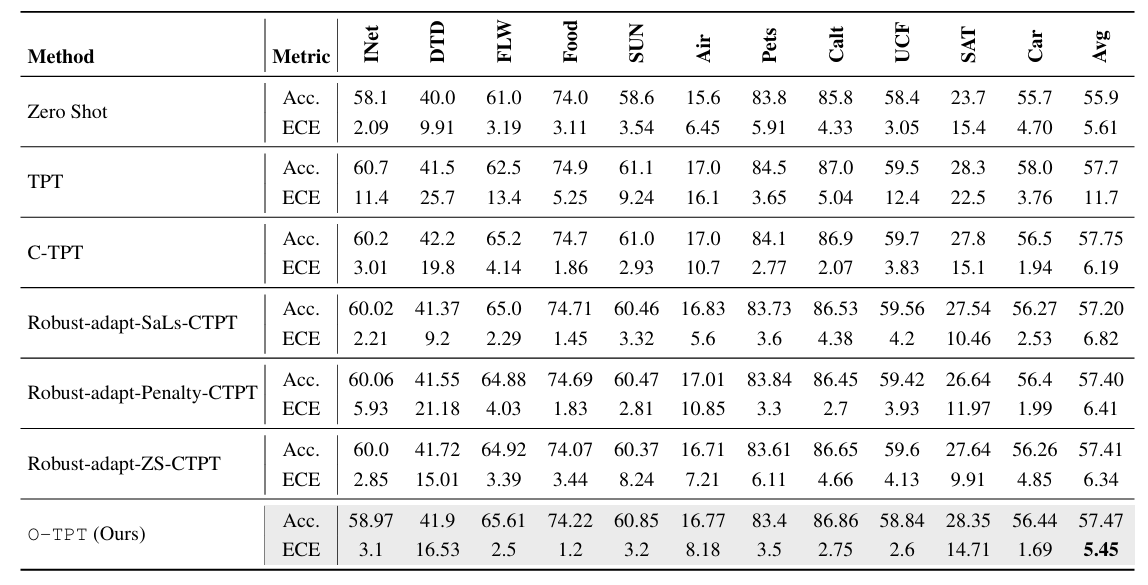 Method Metric INet DTD FLW Food SUN Air Pets Calt UCF SAT Car Avg
Zero Shot
Acc. 58.1 40.0 61.0 74.0 58.6 15.6 83.8 85.8 58.4 23.7 55.7 55.9
ECE 2.09 9.91 3.19 3.11 3.54 6.45 5.91 4.33 3.05 15.4 4.70 5.61
TPT
Acc. 60.7 41.5 62.5 74.9 61.1 17.0 84.5 87.0 59.5 28.3 58.0 57.7
ECE 11.4 25.7 13.4 5.25 9.24 16.1 3.65 5.04 12.4 22.5 3.76 11.7
C-TPT
Acc. 60.2 42.2 65.2 74.7 61.0 17.0 84.1 86.9 59.7 27.8 56.5 57.75
ECE 3.01 19.8 4.14 1.86 2.93 10.7 2.77 2.07 3.83 15.1 1.94 6.19
Robust-adapt-SaLs-CTPT
Acc. 60.02 41.37 65.0 74.71 60.46 16.83 83.73 86.53 59.56 27.54 56.27 57.20
ECE 2.21 9.2 2.29 1.45 3.32 5.6 3.6 4.38 4.2 10.46 2.53 6.82
Robust-adapt-Penalty-CTPT
Acc. 60.06 41.55 64.88 74.69 60.47 17.01 83.84 86.45 59.42 26.64 56.4 57.40
ECE 5.93 21.18 4.03 1.83 2.81 10.85 3.3 2.7 3.93 11.97 1.99 6.41
Robust-adapt-ZS-CTPT
Acc. 60.0 41.72 64.92 74.07 60.37 16.71 83.61 86.65 59.6 27.64 56.26 57.41
ECE 2.85 15.01 3.39 3.44 8.24 7.21 6.11 4.66 4.13 9.91 4.85 6.34
O-TPT (Ours)
Acc. 58.97 41.9 65.61 74.22 60.85 16.77 83.4 86.86 58.84 28.35 56.44 57.47
ECE 3.1 16.53 2.5 1.2 3.2 8.18 3.5 2.75 2.6 14.71 1.69 5.45